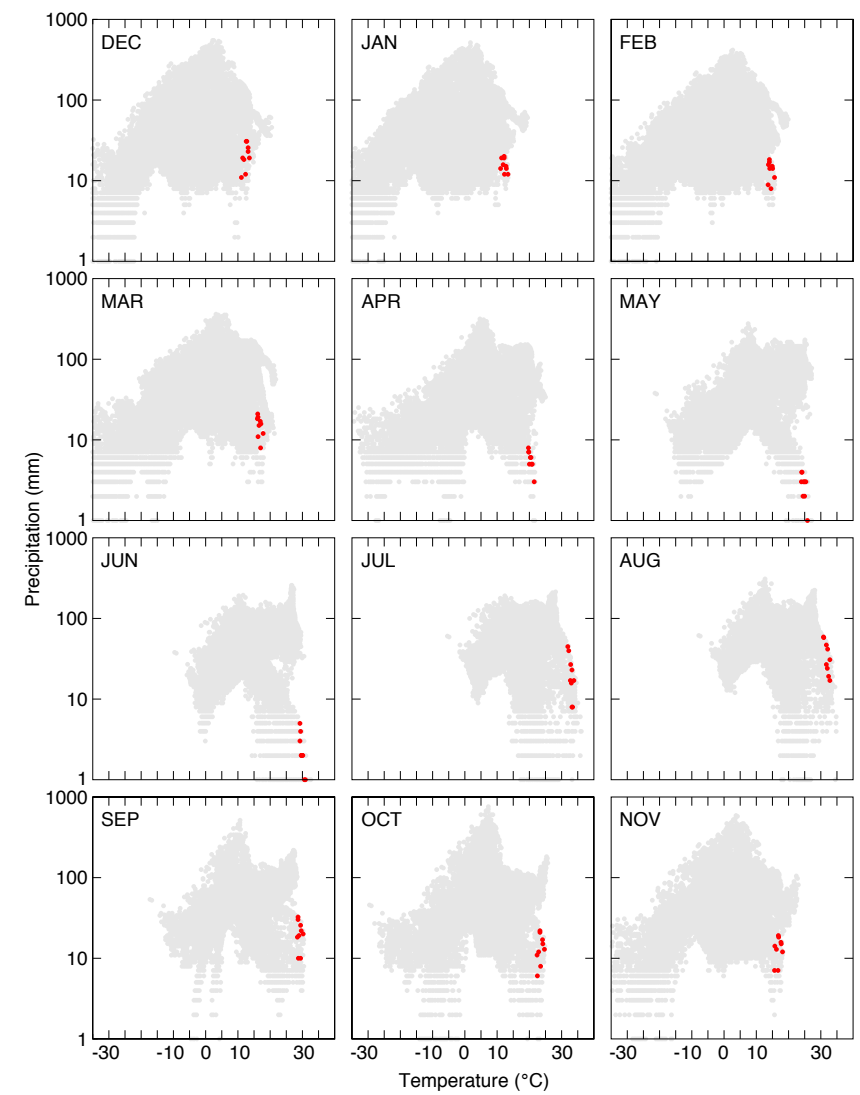 1000
DEC
JAN
FEB
100
10
1
1000
MAR
APR
MAY
100
10
1
Precipitation (mm)
1000
JUN
JUL
AUG
100
10
1
1000
SEP
OCT
NOV
100
10
1
-30 -10 0 10 30 -30 -10 0 10 30 -30 -10 0 10 30
Temperature (°C)